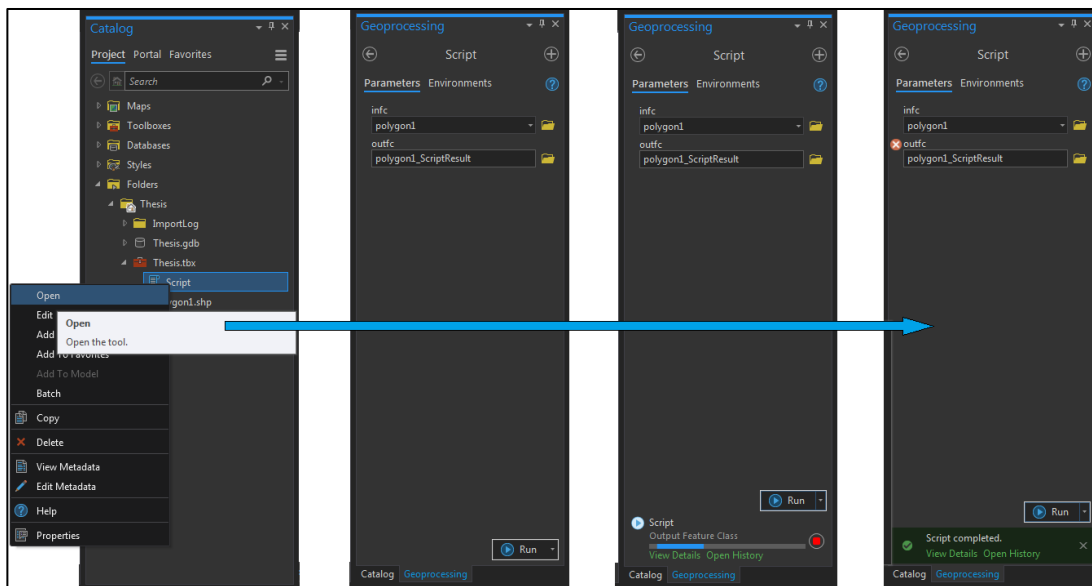 Catalog
Project Portal Favorites
Search
Maps
Toolboxes
Databases
Styles
Folders
Thesis
ImportLog
Thesis.gdb
Thesis.tbx
Script
ygon1.shp
Open
Edit
Add
Add To Favorites
Add To Model
Batch
Copy
Delete
View Metadata
Edit Metadata
Help
Properties
Open
Open the tool.
Geoprocessing
Script
Parameters Environments
infc
polygon1
outfc
polygon1_ScriptResult
Run
Catalog Geoprocessing
Geoprocessing
Script
Parameters Environments
infc
polygon1
outfc
polygon1_ScriptResult
Run
Script
Output Feature Class
View Details Open History
Catalog Geoprocessing
Geoprocessing
Script
Parameters Environments
infc
polygon1
outfc
polygon1_ScriptResult
Run
Script completed.
View Details Open History
Catalog Geoprocessing